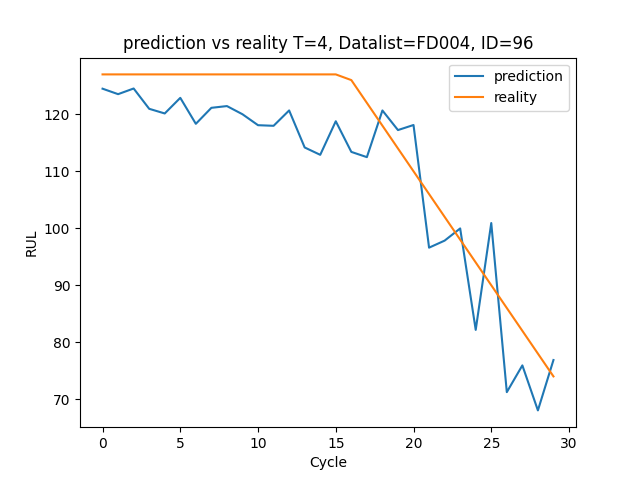 prediction vs reality T=4, Datalist=FD004, ID=96
prediction
reality
120
110
100
90
80
70
RUL
0 5 10 15 20 25 30
Cycle